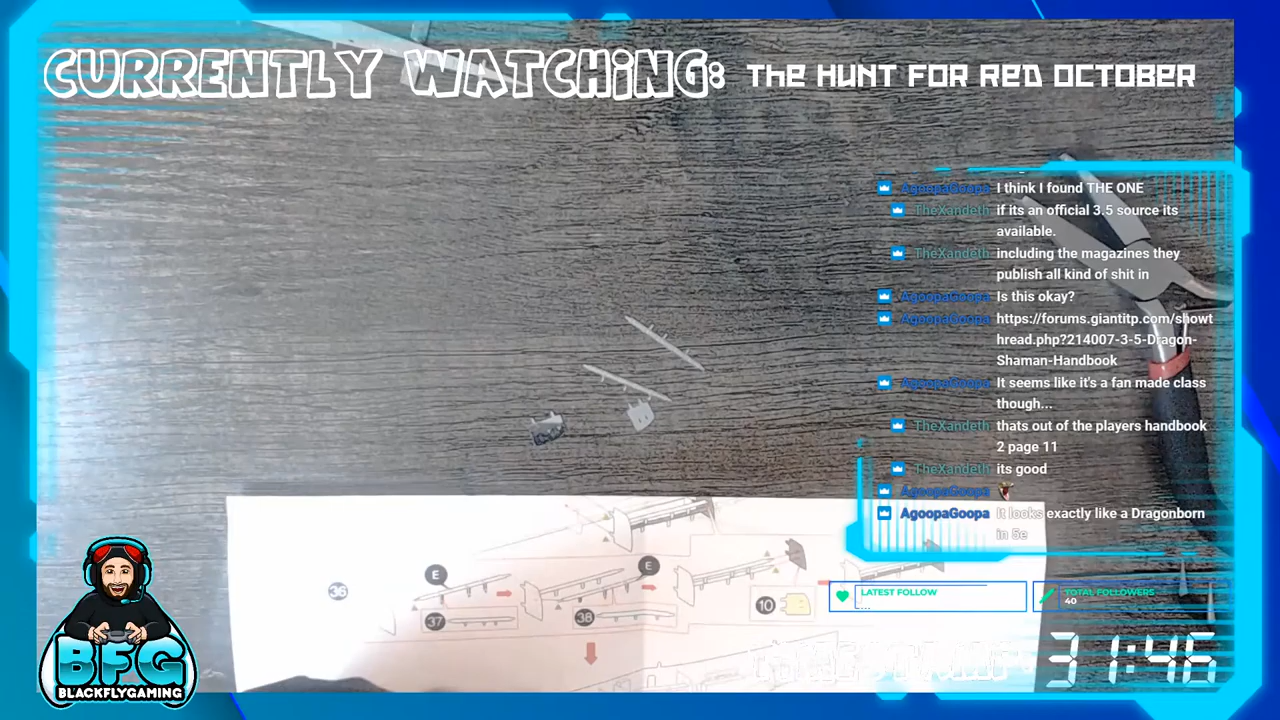 CURRENTLY WATCHING: THE HUNT FOR RED OCTOBER
AgoopaGoopa I think I found THE ONE
TheXandeth if its an official 3.5 source its
available.
TheXandeth including the magazines they
publish all kind of shit in
AgoopaGoopa Is this okay?
AgoopaGoopa https://forums.giantitp.com/showt
hread.php?214007-3-5-Dragon-
Shaman-Handbook
AgoopaGoopa It seems like it's a fan made class
though...
TheXandeth thats out of the players handbook
2 page 11
TheXandeth its good
AgoopaGoopa
AgoopaGoopa It looks exactly like a Dragonborn
in 5e
E
E
36
37
38
10
LATEST FOLLOW
...
TOTAL FOLLOWERS
40
31:46
BFG
BLACKFLYGAMING